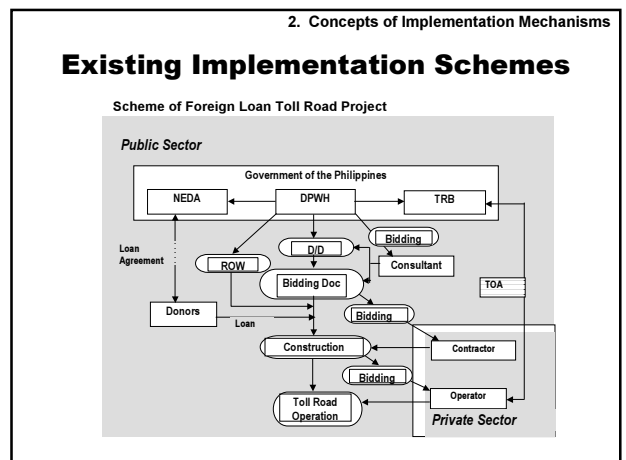 2. Concepts of Implementation Mechanisms
Existing Implementation Schemes
Scheme of Foreign Loan Toll Road Project
Public Sector
Government of the Philippines
NEDA
DPWH
TRB
Bidding
D/D
Loan
Agreement
ROW
Consultant
Bidding Doc
TOA
Donors
Loan
Bidding
Construction
Contractor
Bidding
Operator
Toll Road
Operation
Private Sector